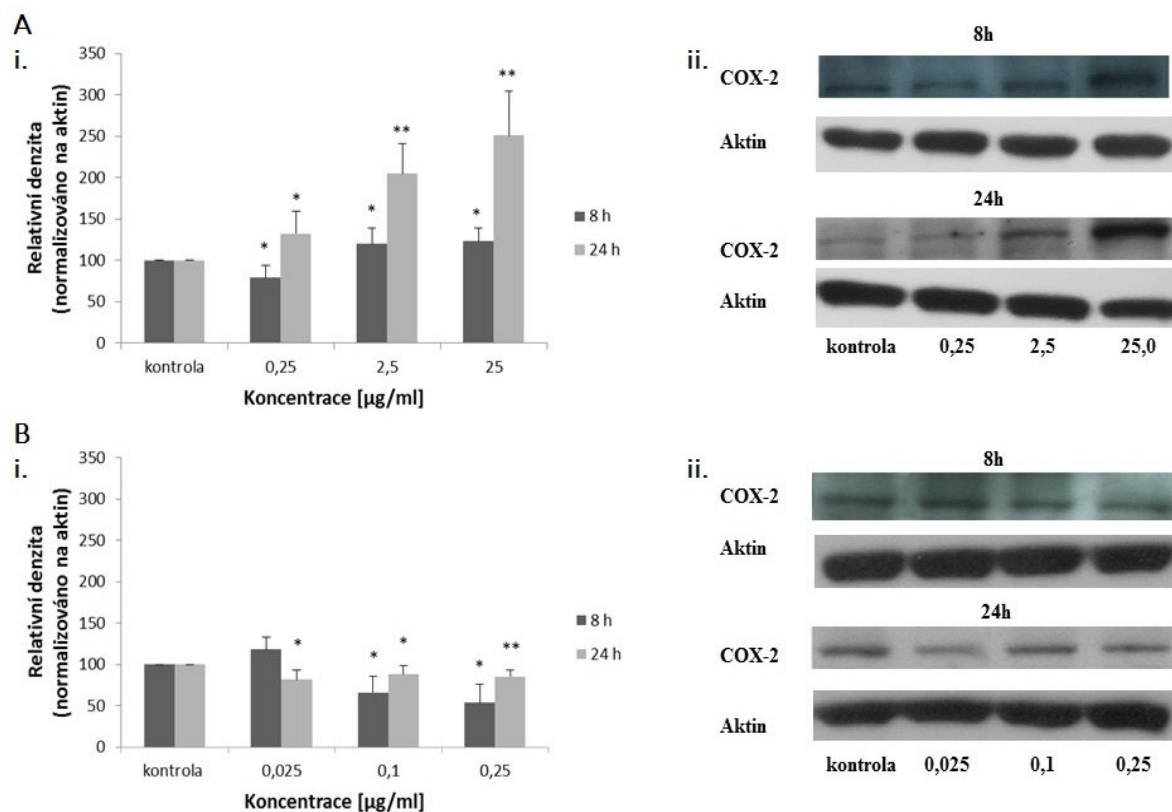 A
i.
350
300
250
200
150
100
50
0
Relativní denzita
(normalizováno na aktin)
*
*
*
**
*
**
8 h
24 h
kontrola 0,25 2,5 25
Koncentrace [µg/ml]
ii.
8h
COX-2
Aktin
24h
COX-2
Aktin
kontrola 0,25 2,5 25,0
B
i.
350
300
250
200
150
100
50
0
Relativní denzita
(normalizováno na aktin)
*
*
*
*
**
8 h
24 h
kontrola 0,025 0,1 0,25
Koncentrace [µg/ml]
ii.
8h
COX-2
Aktin
24h
COX-2
Aktin
kontrola 0,025 0,1 0,25